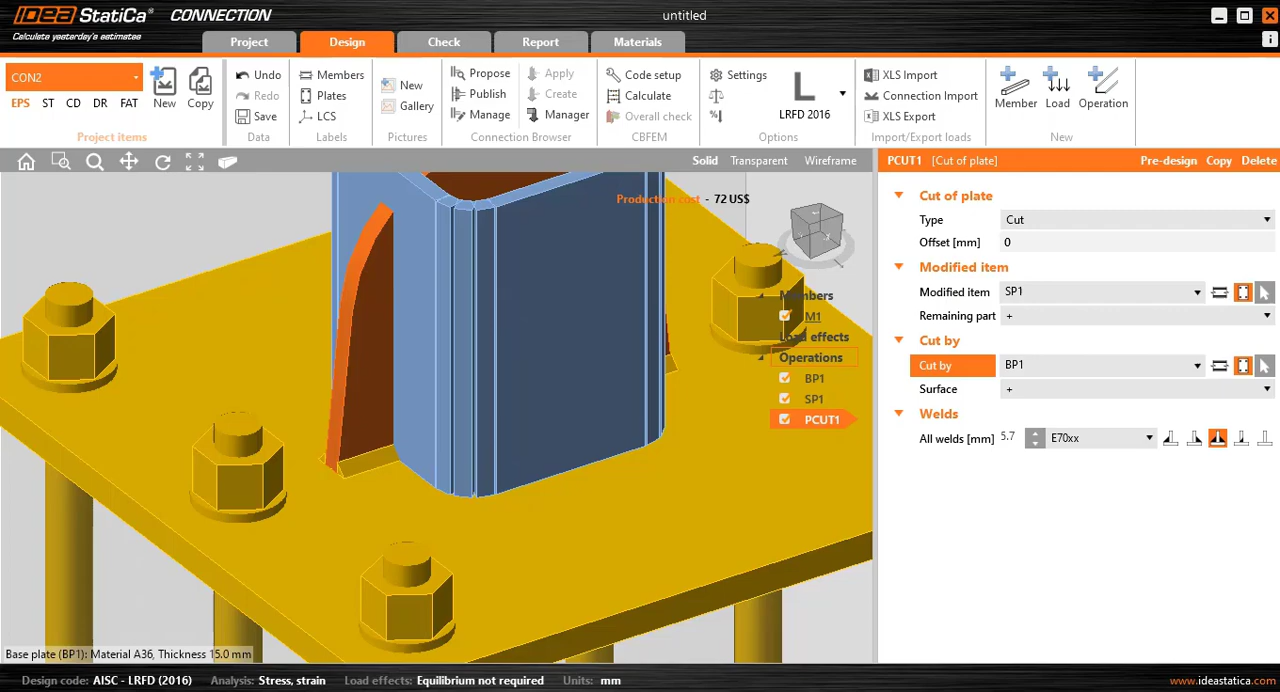 IDEA StatiCa® CONNECTION
Calculate yesterday's estimates
untitled
Project Design Check Report Materials
CON2
EPS ST CD DR FAT
New Copy
Project items
Undo
Redo
Save
Data
Members
Plates
LCS
Labels
New
Gallery
Pictures
Propose
Publish
Manage
Apply
Create
Manager
Connection Browser
Code setup
Calculate
Overall check
CBFEM
Settings
LRFD 2016
Options
XLS Import
Connection Import
XLS Export
Import/Export loads
Member Load Operation
New
Solid Transparent Wireframe
Production cost - 72 US$
Members
M1
Load effects
Operations
BP1
SP1
PCUT1
Base plate (BP1): Material A36, Thickness 15.0 mm
PCUT1 [Cut of plate] Pre-design Copy Delete
Cut of plate
Type Cut
Offset [mm] 0
Modified item
Modified item SP1
Remaining part +
Cut by
Cut by BP1
Surface +
Welds
All welds [mm] 5.7 E70xx
Design code: AISC - LRFD (2016) Analysis: Stress, strain Load effects: Equilibrium not required Units: mm
www.ideastatica.com